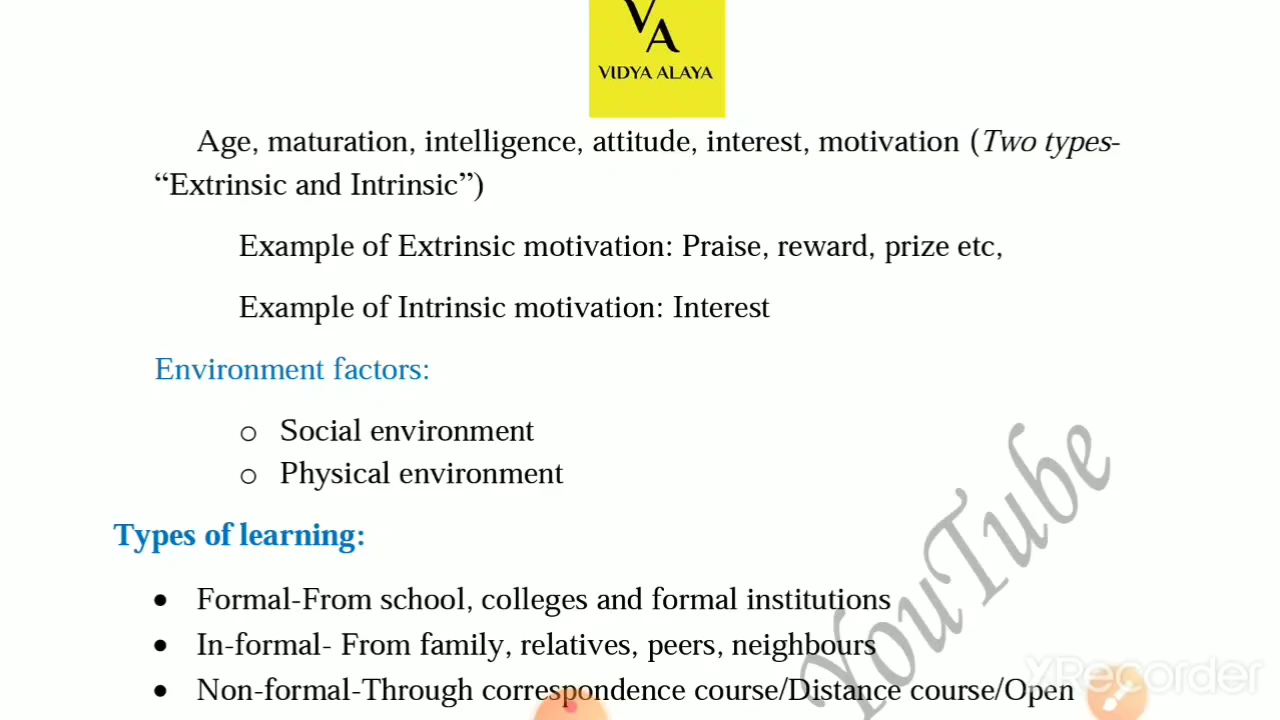 VA
VIDYA ALAYA
Age, maturation, intelligence, attitude, interest, motivation (Two types-
“Extrinsic and Intrinsic”)
Example of Extrinsic motivation: Praise, reward, prize etc,
Example of Intrinsic motivation: Interest
Environment factors:
o Social environment
o Physical environment
Types of learning:
• Formal-From school, colleges and formal institutions
• In-formal- From family, relatives, peers, neighbours
• Non-formal-Through correspondence course/Distance course/Open
YouTube
XRecorder